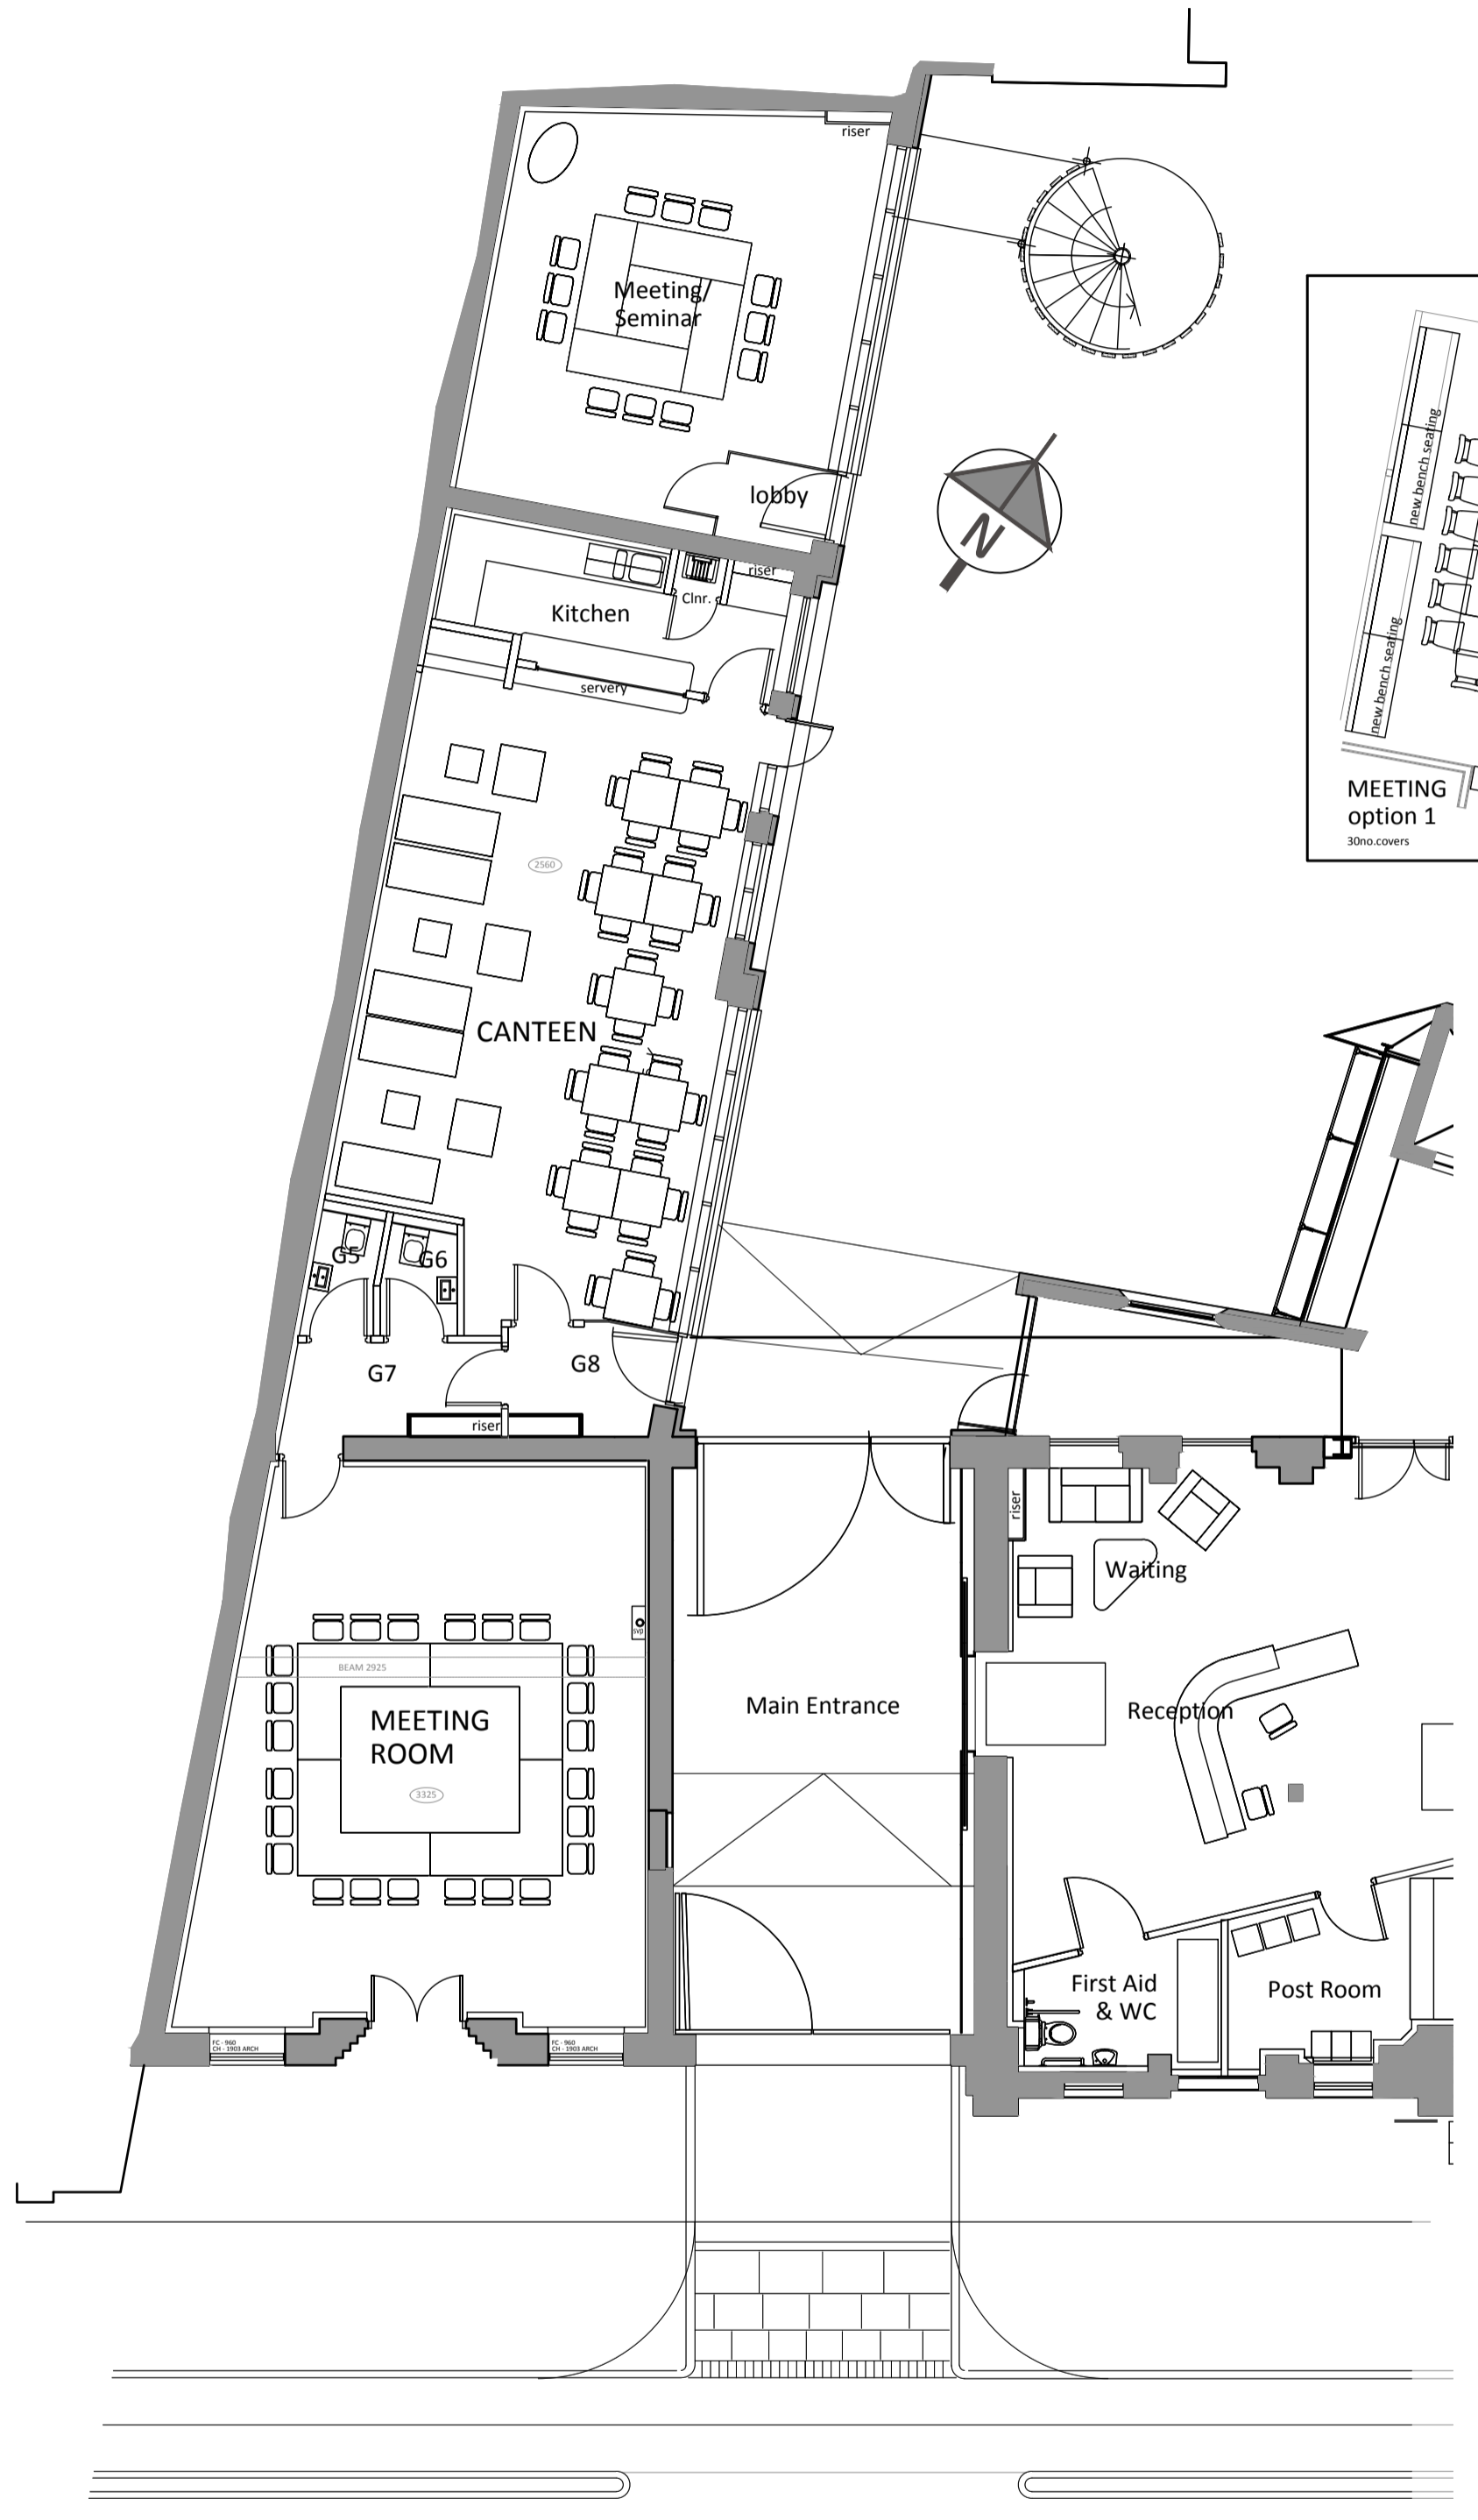 riser
Meeting/
Seminar
lobby
N
riser
Clnr.
Kitchen
servery
new bench seating
new bench seating
MEETING
option 1
30no.covers
2560
CANTEEN
G5
G6
G7
G8
riser
riser
Waiting
svp
BEAM 2925
MEETING
ROOM
3325
Main Entrance
Reception
First Aid
& WC
Post Room
FC - 960
CH - 1903 ARCH
FC - 960
CH - 1903 ARCH